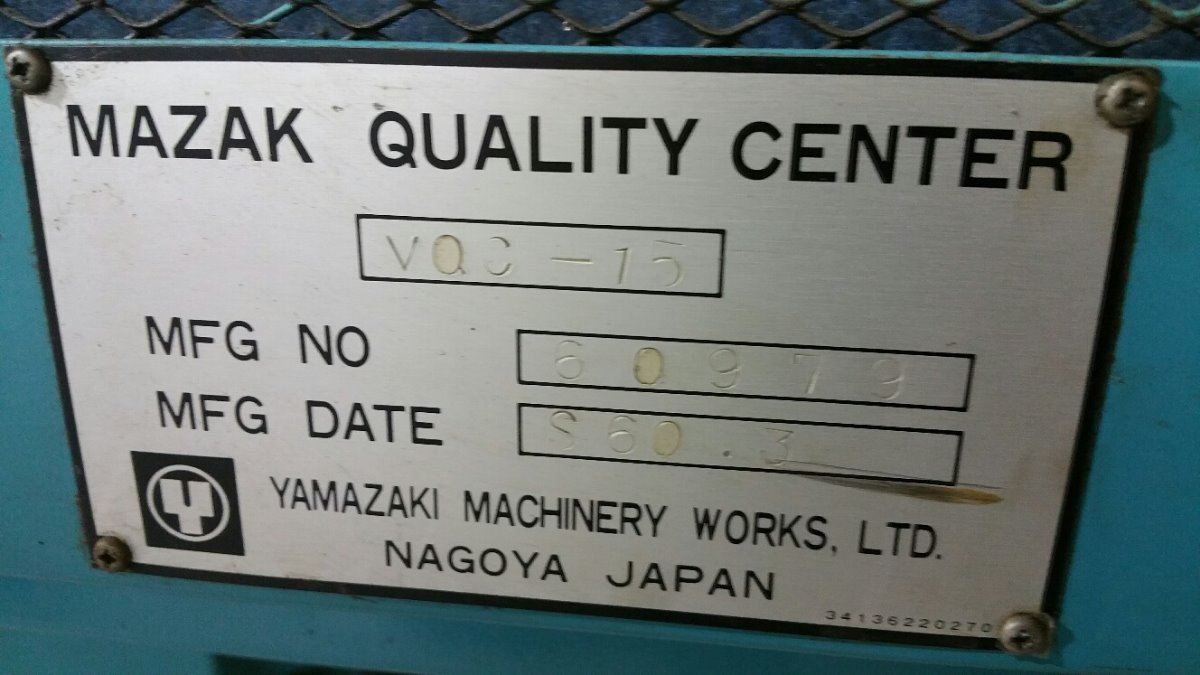 MAZAK QUALITY CENTER
VQC-15
MFG NO 60979
MFG DATE S60.3
YAMAZAKI MACHINERY WORKS, LTD.
NAGOYA JAPAN
34136220270